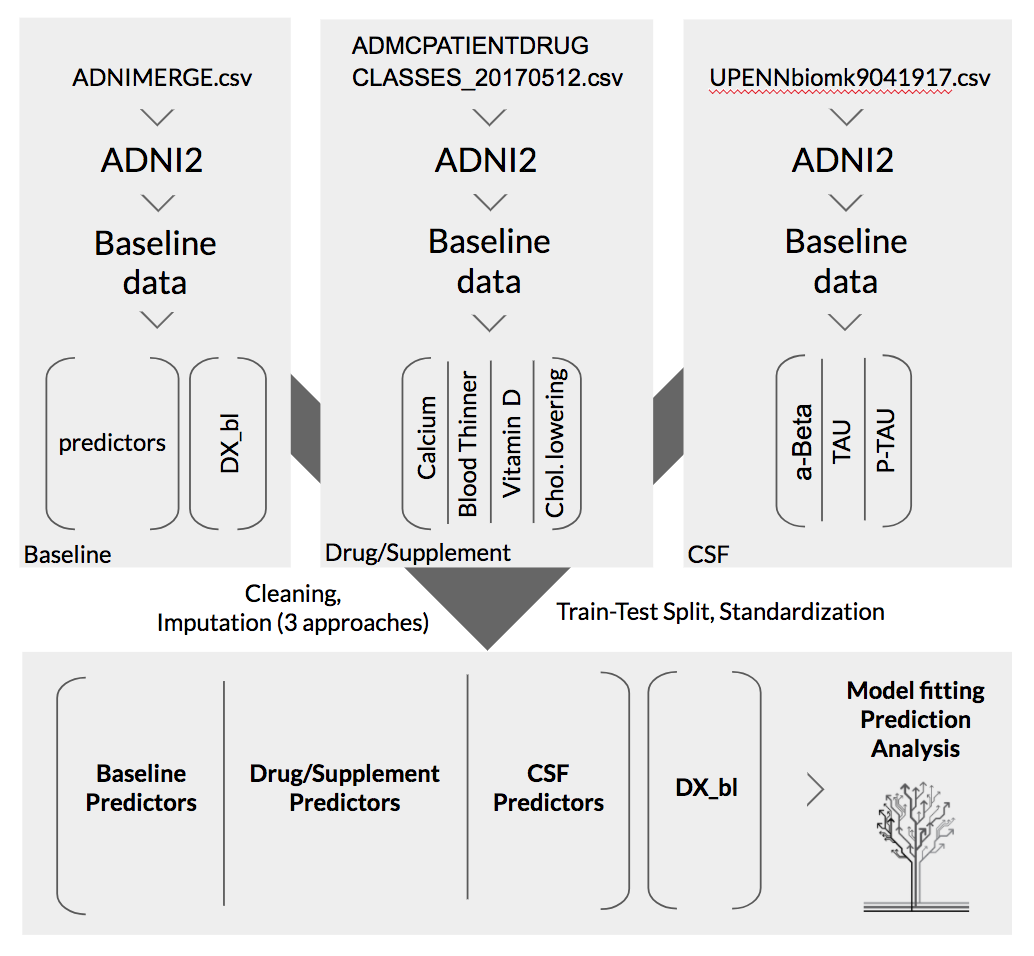 ADNIMERGE.csv
ADNI2
Baseline
data
predictors
DX_bl
Baseline
ADMCPATIENTDRUG
CLASSES_20170512.csv
ADNI2
Baseline
data
Calcium
Blood Thinner
Vitamin D
Chol. lowering
Drug/Supplement
UPENNbiomk9041917.csv
ADNI2
Baseline
data
a-Beta
TAU
P-TAU
CSF
Cleaning,
Imputation (3 approaches)
Train-Test Split, Standardization
Baseline
Predictors
Drug/Supplement
Predictors
CSF
Predictors
DX_bl
Model fitting
Prediction
Analysis